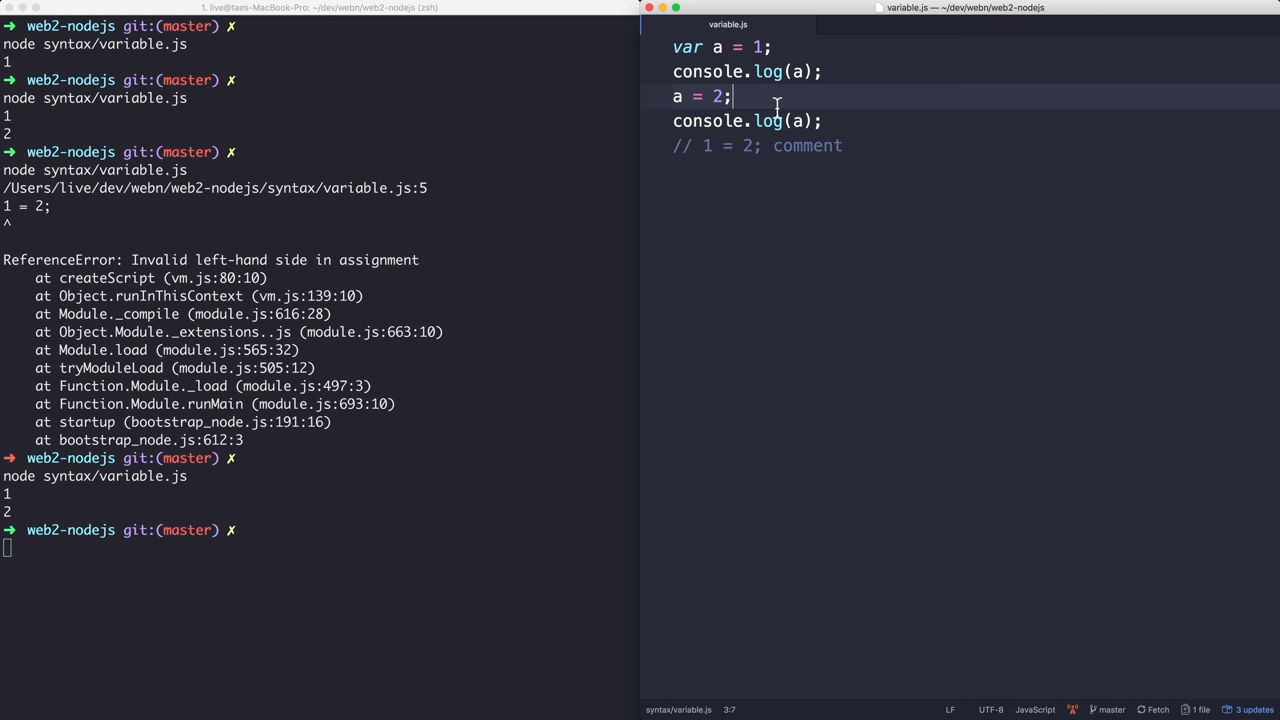 1. live@taes-MacBook-Pro: ~/dev/webn/web2-nodejs (zsh)
➜ web2-nodejs git:(master) ✗
node syntax/variable.js
1
➜ web2-nodejs git:(master) ✗
node syntax/variable.js
1
2
➜ web2-nodejs git:(master) ✗
node syntax/variable.js
/Users/live/dev/webn/web2-nodejs/syntax/variable.js:5
1 = 2;
^
ReferenceError: Invalid left-hand side in assignment
at createScript (vm.js:80:10)
at Object.runInThisContext (vm.js:139:10)
at Module._compile (module.js:616:28)
at Object.Module._extensions..js (module.js:663:10)
at Module.load (module.js:565:32)
at tryModuleLoad (module.js:505:12)
at Function.Module._load (module.js:497:3)
at Function.Module.runMain (module.js:693:10)
at startup (bootstrap_node.js:191:16)
at bootstrap_node.js:612:3
➜ web2-nodejs git:(master) ✗
node syntax/variable.js
1
2
➜ web2-nodejs git:(master) ✗
variable.js — ~/dev/webn/web2-nodejs
variable.js
var a = 1;
console.log(a);
a = 2;
console.log(a);
// 1 = 2; comment
syntax/variable.js 3:7 LF UTF-8 JavaScript master Fetch 1 file 3 updates